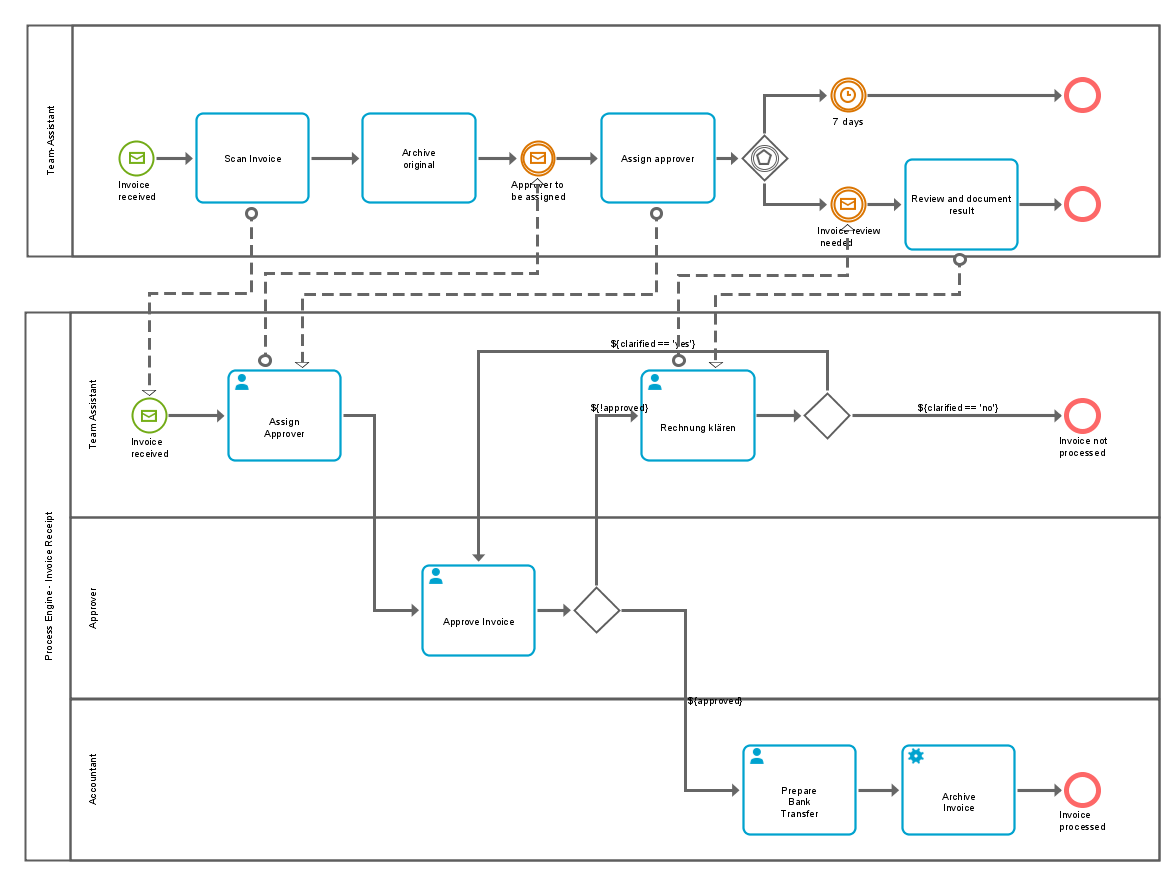 Team-Assistant
7 days
Scan Invoice
Archive
original
Assign approver
Invoice
received
Approver to
be assigned
Review and document
result
Invoice review
needed
Process Engine - Invoice Receipt
Team Assistant
${clarified == 'yes'}
${!approved}
${clarified == 'no'}
Assign
Approver
Rechnung klären
Invoice
received
Invoice not
processed
Approver
Approve Invoice
${approved}
Accountant
Prepare
Bank
Transfer
Archive
Invoice
Invoice
processed